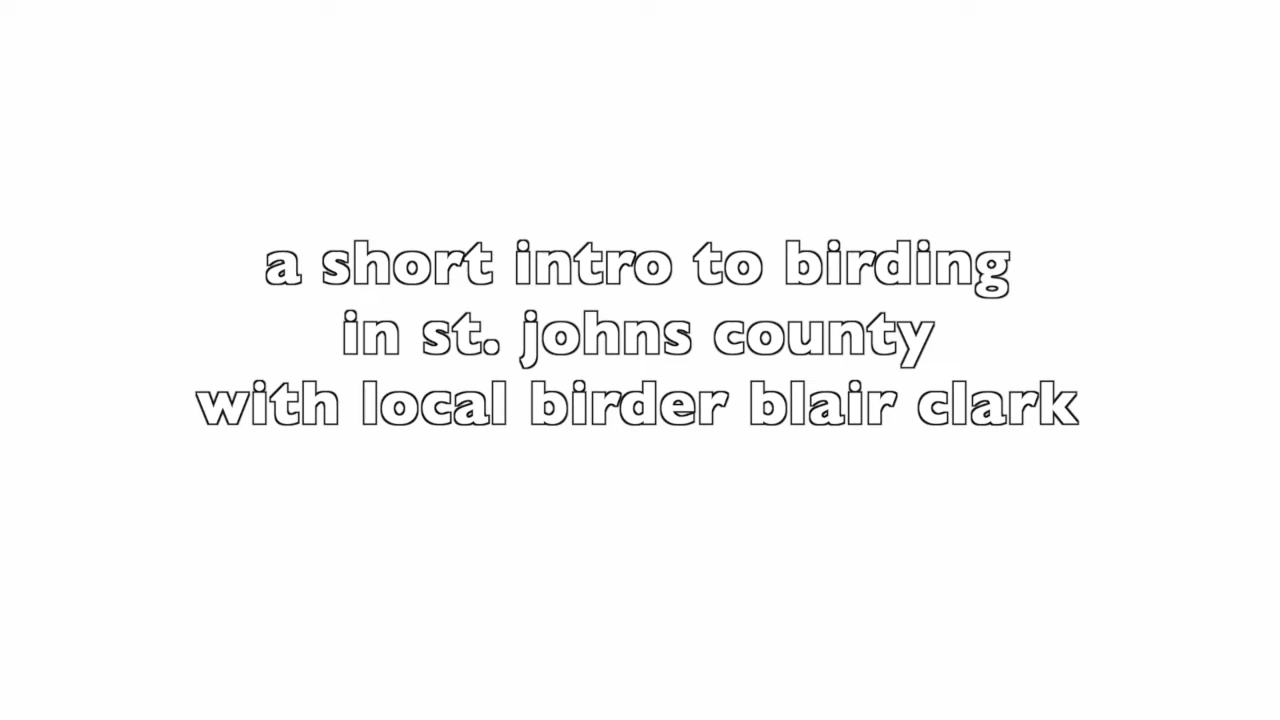 a short intro to birding
in st. johns county
with local birder blair clark